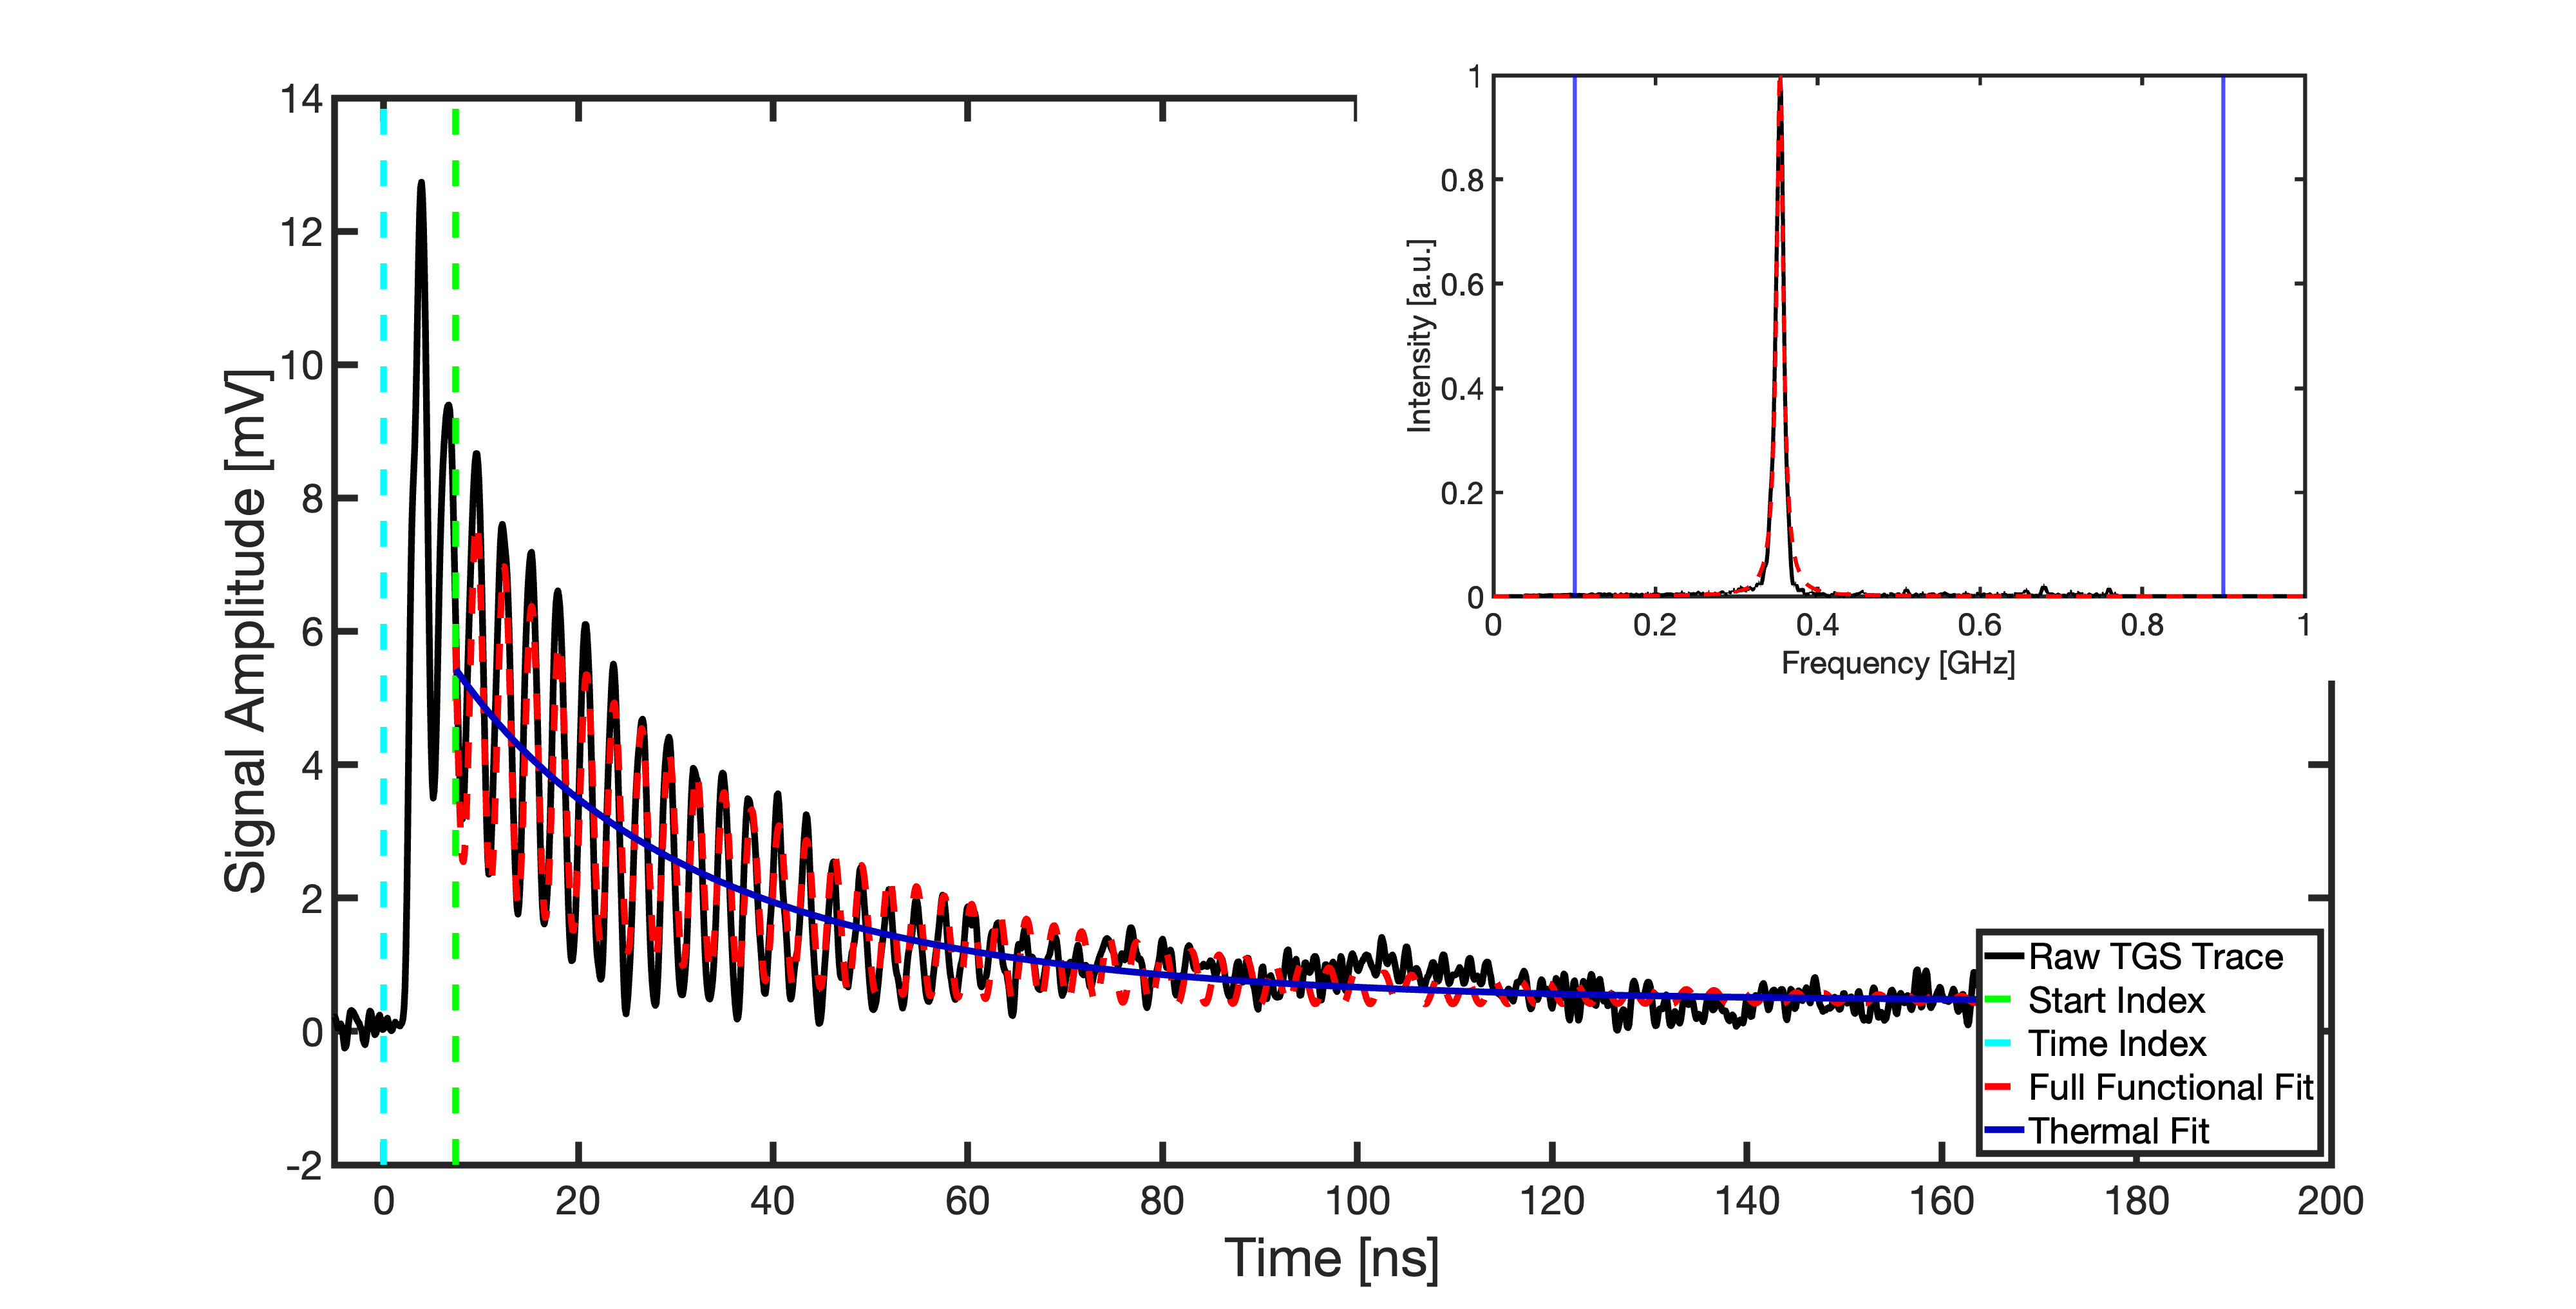 14
12
10
8
6
4
2
0
-2
Signal Amplitude [mV]
0 20 40 60 80 100 120 140 160 180 200
Time [ns]
1
0.8
0.6
0.4
0.2
0
Intensity [a.u.]
0 0.2 0.4 0.6 0.8 1
Frequency [GHz]
Raw TGS Trace
Start Index
Time Index
Full Functional Fit
Thermal Fit